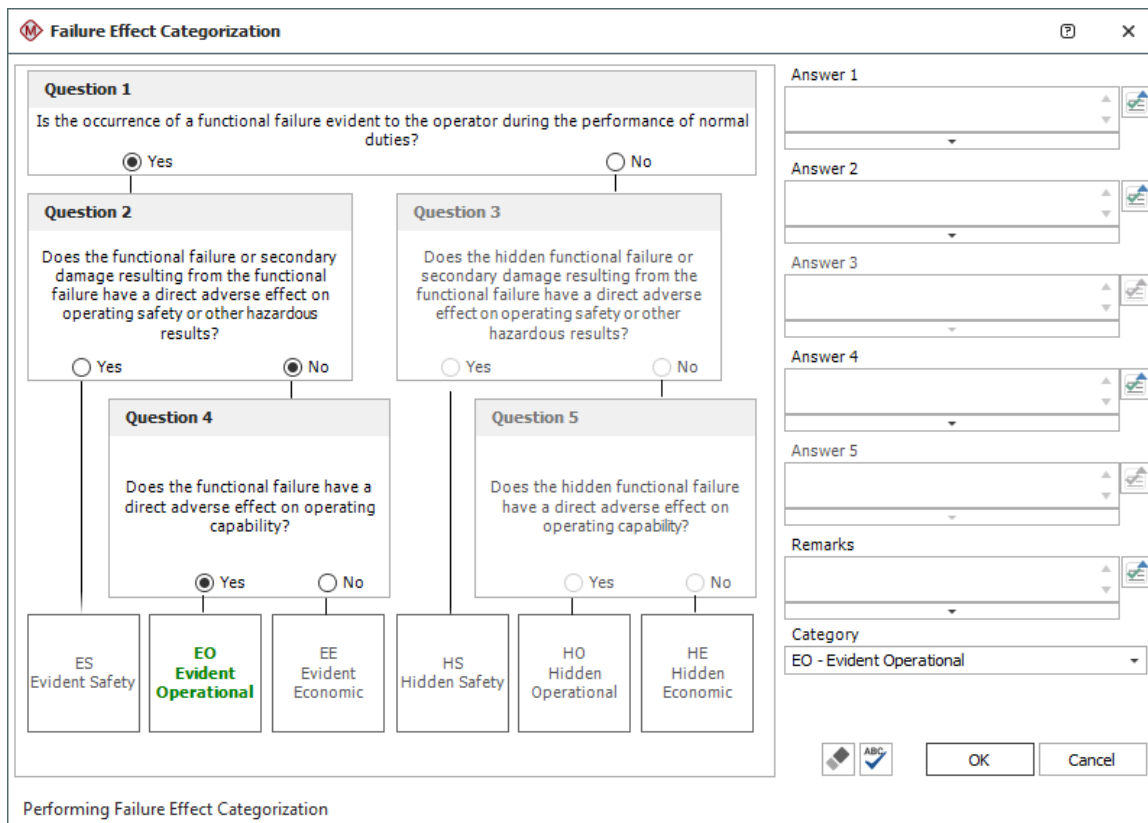 Failure Effect Categorization
Question 1
Is the occurrence of a functional failure evident to the operator during the performance of normal
duties?
Yes
No
Question 2
Does the functional failure or secondary
damage resulting from the functional
failure have a direct adverse effect on
operating safety or other hazardous
results?
Yes
No
Question 3
Does the hidden functional failure or
secondary damage resulting from the
functional failure have a direct adverse
effect on operating safety or other
hazardous results?
Yes
No
Question 4
Does the functional failure have a
direct adverse effect on operating
capability?
Yes
No
Question 5
Does the hidden functional failure
have a direct adverse effect on
operating capability?
Yes
No
ES
Evident Safety
EO
Evident
Operational
EE
Evident
Economic
HS
Hidden Safety
HO
Hidden
Operational
HE
Hidden
Economic
Answer 1
Answer 2
Answer 3
Answer 4
Answer 5
Remarks
Category
EO - Evident Operational
ABC
OK
Cancel
Performing Failure Effect Categorization